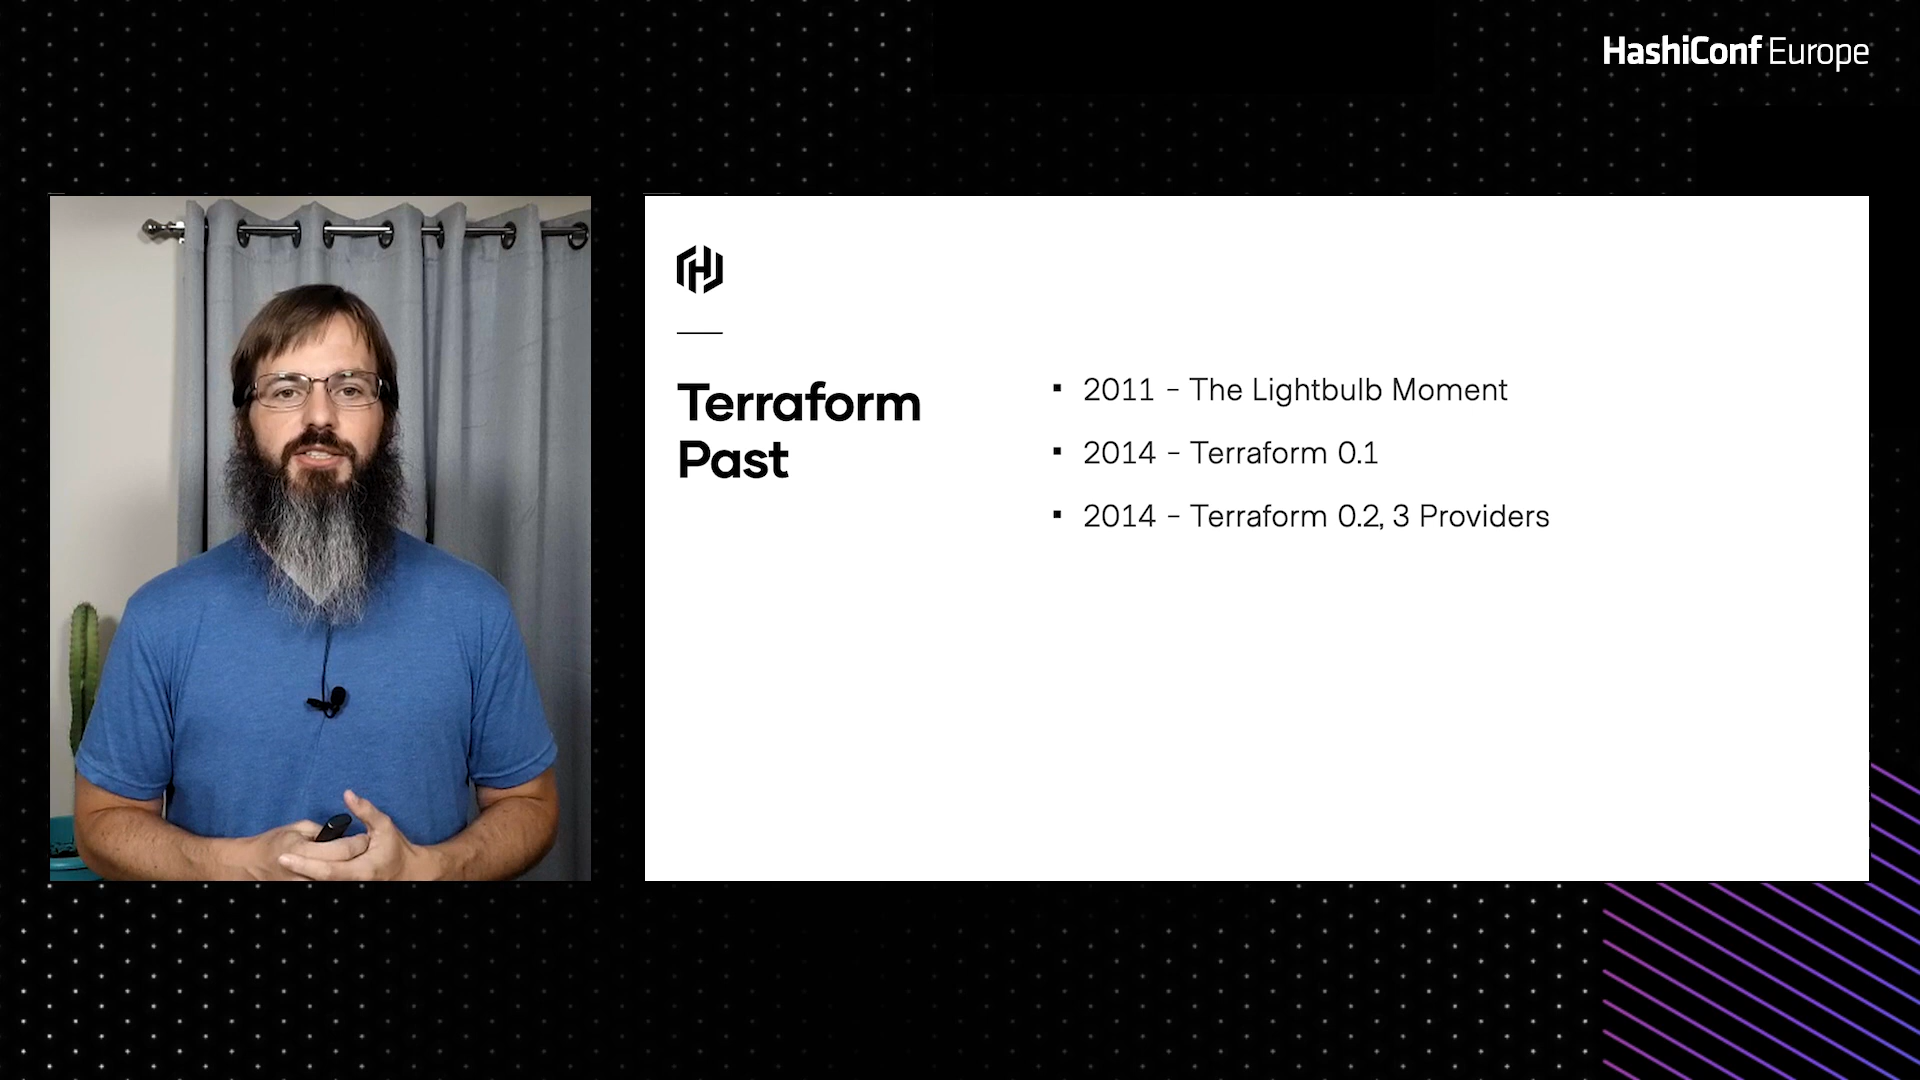 HashiConf Europe
Terraform
Past
▪ 2011 – The Lightbulb Moment
▪ 2014 – Terraform 0.1
▪ 2014 – Terraform 0.2, 3 Providers